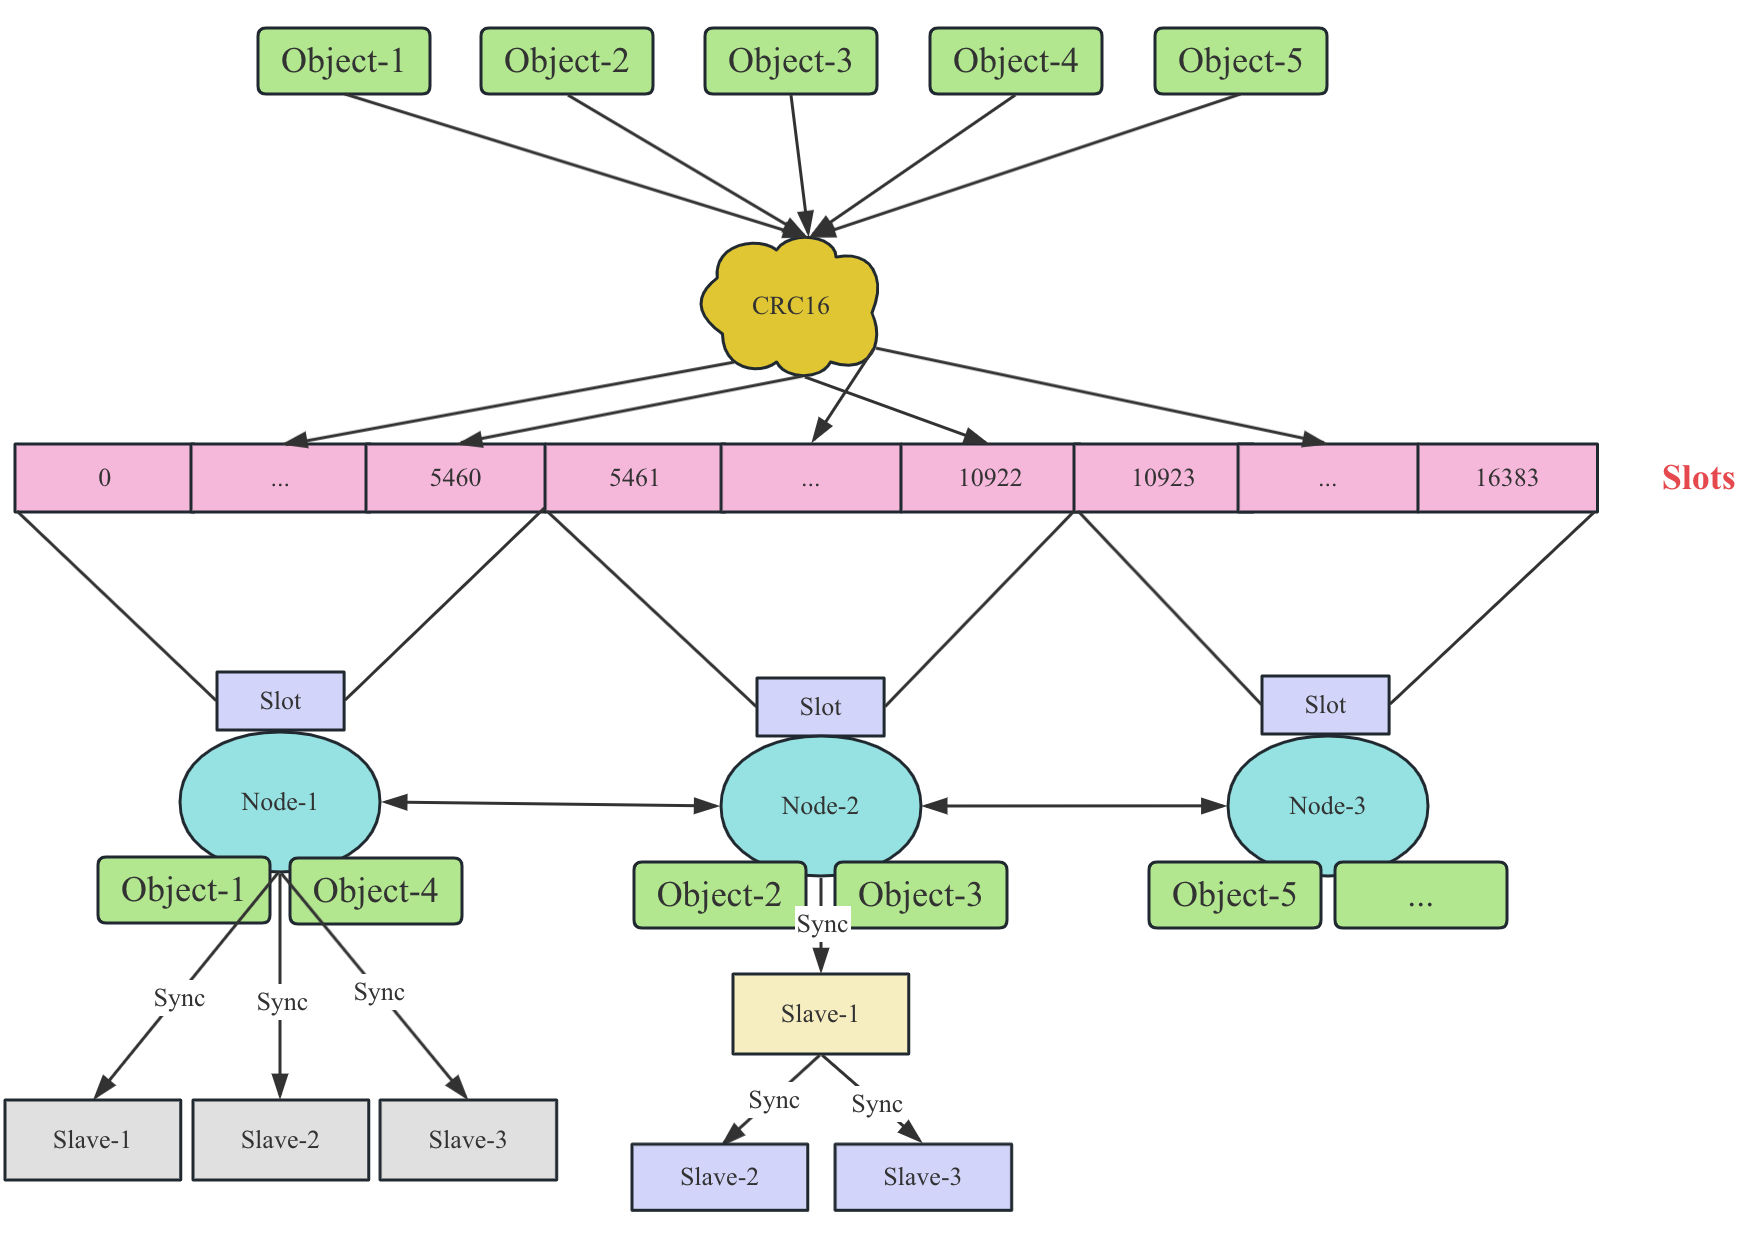 Object-1
Object-2
Object-3
Object-4
Object-5
CRC16
0
...
5460
5461
...
10922
10923
...
16383
Slots
Slot
Slot
Slot
Node-1
Node-2
Node-3
Object-1
Object-4
Object-2
Object-3
Object-5
...
Sync
Sync
Sync
Sync
Slave-1
Sync
Sync
Slave-1
Slave-2
Slave-3
Slave-2
Slave-3